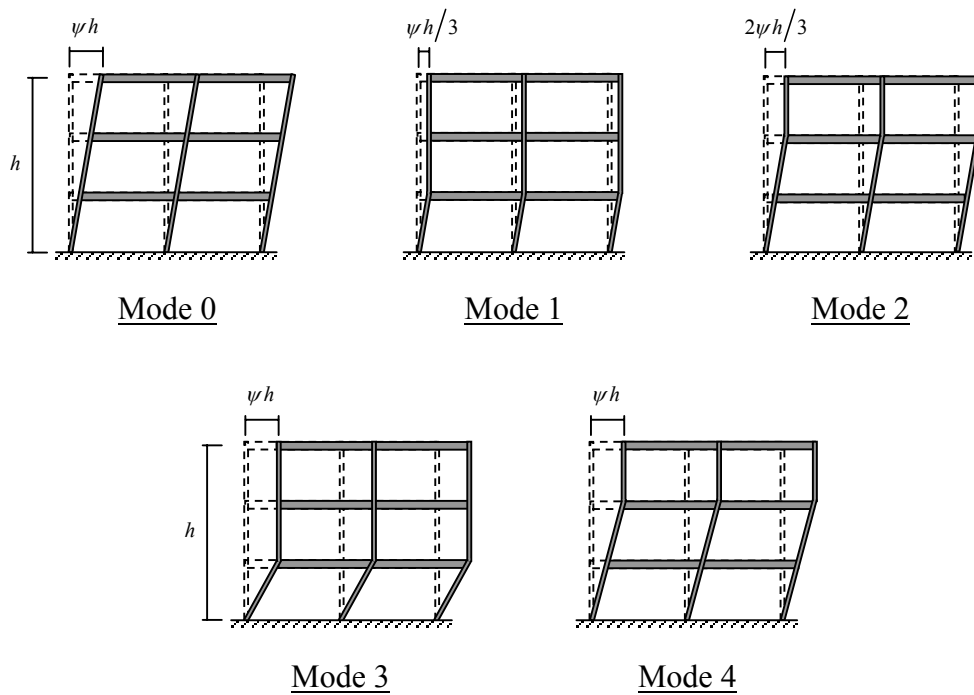 ψh
ψh/3
2ψh/3
h
Mode 0
Mode 1
Mode 2
ψh
ψh
h
Mode 3
Mode 4